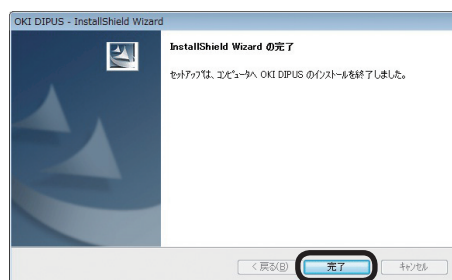 OKI DIPUS - InstallShield Wizard
InstallShield Wizard の完了
セットアップは、コンピュータへ OKI DIPUS のインストールを終了しました。
< 戻る(B)
完了
キャンセル